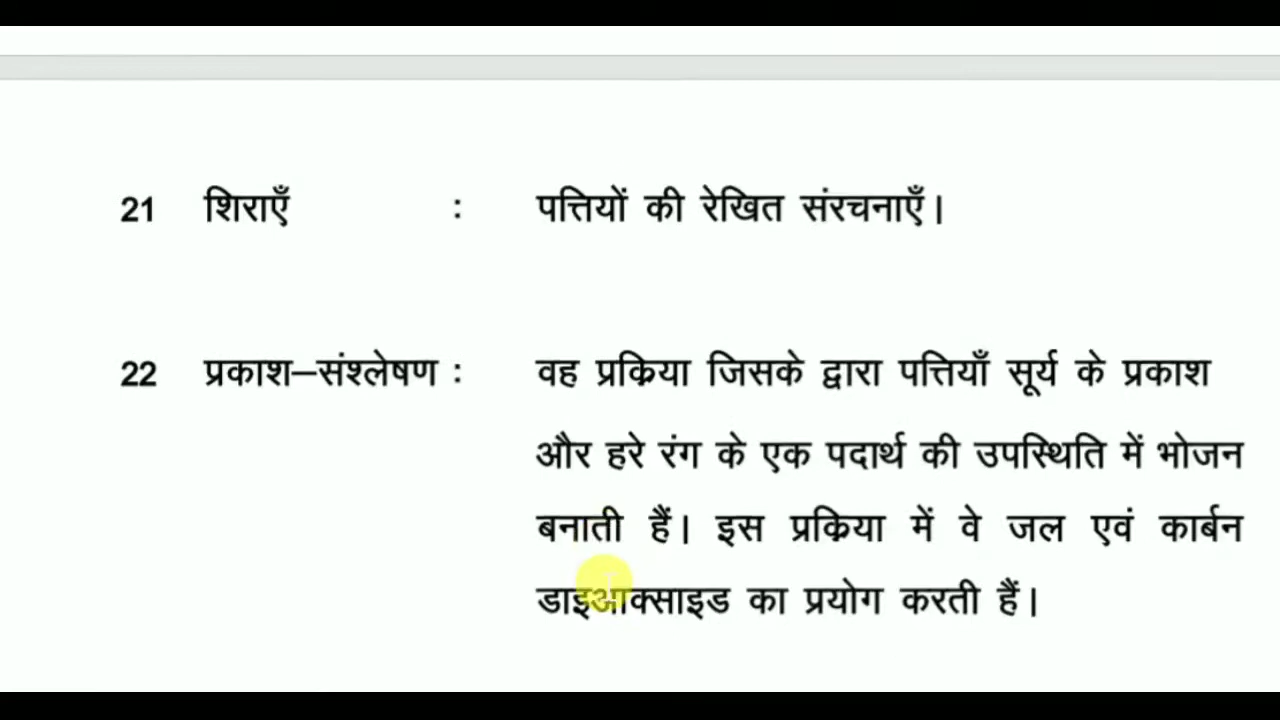 21 शिराएँ : पत्तियों की रेखित संरचनाएँ।
22 प्रकाश–संश्लेषण : वह प्रक्रिया जिसके द्वारा पत्तियाँ सूर्य के प्रकाश
और हरे रंग के एक पदार्थ की उपस्थिति में भोजन
बनाती हैं। इस प्रक्रिया में वे जल एवं कार्बन
डाइआक्साइड का प्रयोग करती हैं।